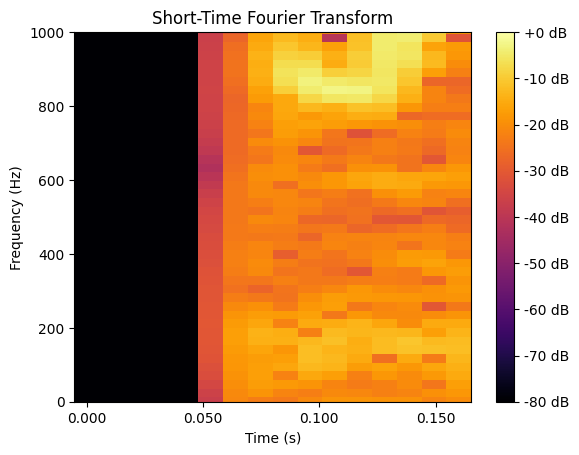 Short-Time Fourier Transform
1000
800
600
400
200
0
Frequency (Hz)
0.000
0.050
0.100
0.150
Time (s)
+0 dB
-10 dB
-20 dB
-30 dB
-40 dB
-50 dB
-60 dB
-70 dB
-80 dB